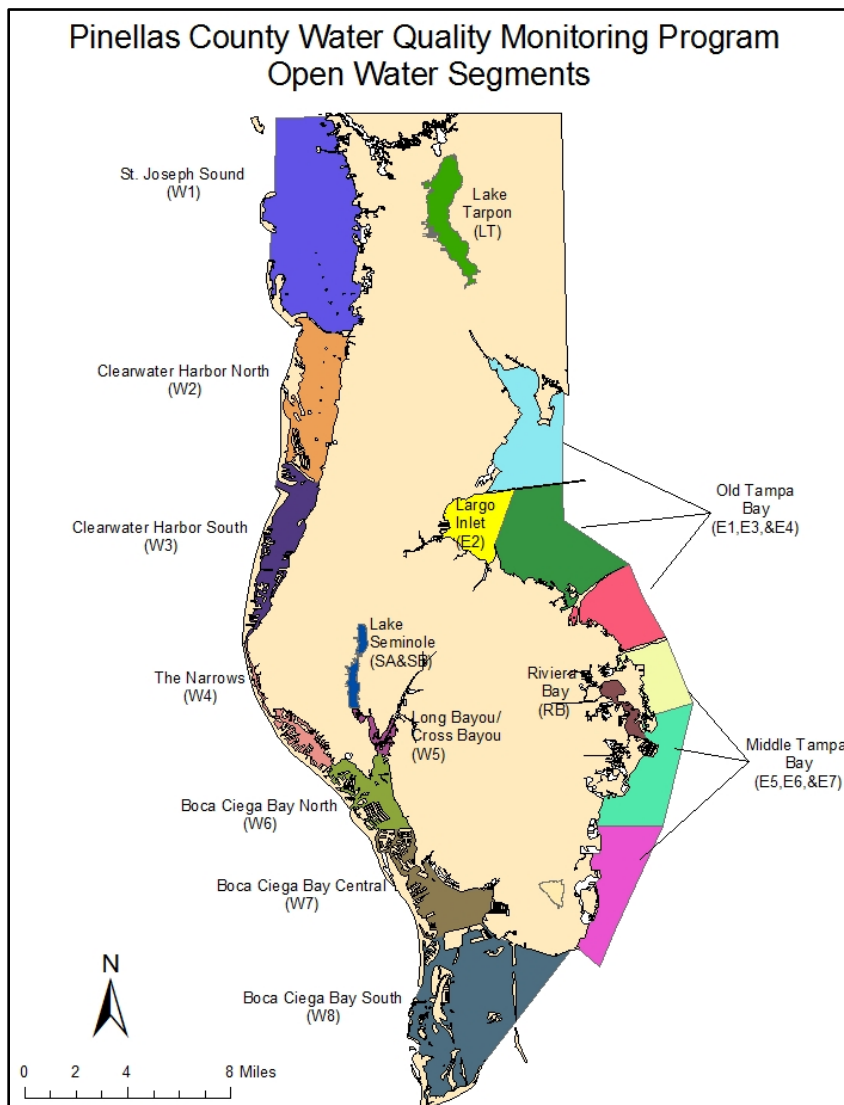 Pinellas County Water Quality Monitoring Program
Open Water Segments
St. Joseph Sound
(W1)
Lake
Tarpon
(LT)
Clearwater Harbor North
(W2)
Clearwater Harbor South
(W3)
Largo
Inlet
(E2)
Old Tampa
Bay
(E1,E3,&E4)
Lake
Seminole
(SA&SB)
The Narrows
(W4)
Riviera
Bay
(RB)
Long Bayou/
Cross Bayou
(W5)
Middle Tampa
Bay
(E5,E6,&E7)
Boca Ciega Bay North
(W6)
Boca Ciega Bay Central
(W7)
Boca Ciega Bay South
(W8)
N
0 2 4 8 Miles